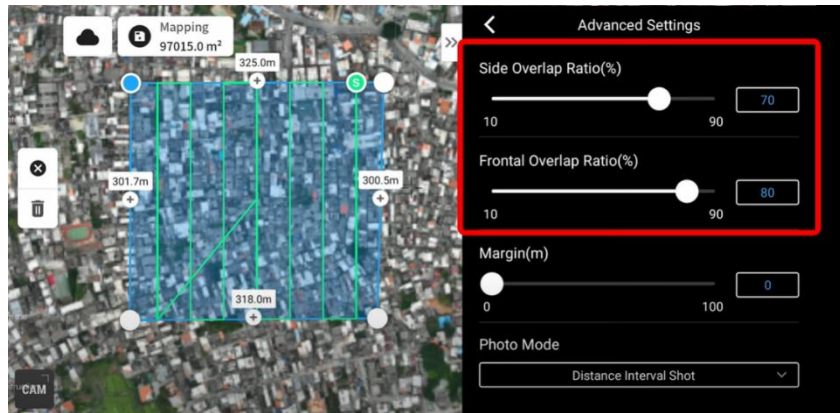 Mapping
97015.0 m²
325.0m
301.7m
300.5m
318.0m
S
CAM
Advanced Settings
Side Overlap Ratio(%)
70
10
90
Frontal Overlap Ratio(%)
80
10
90
Margin(m)
0
0
100
Photo Mode
Distance Interval Shot